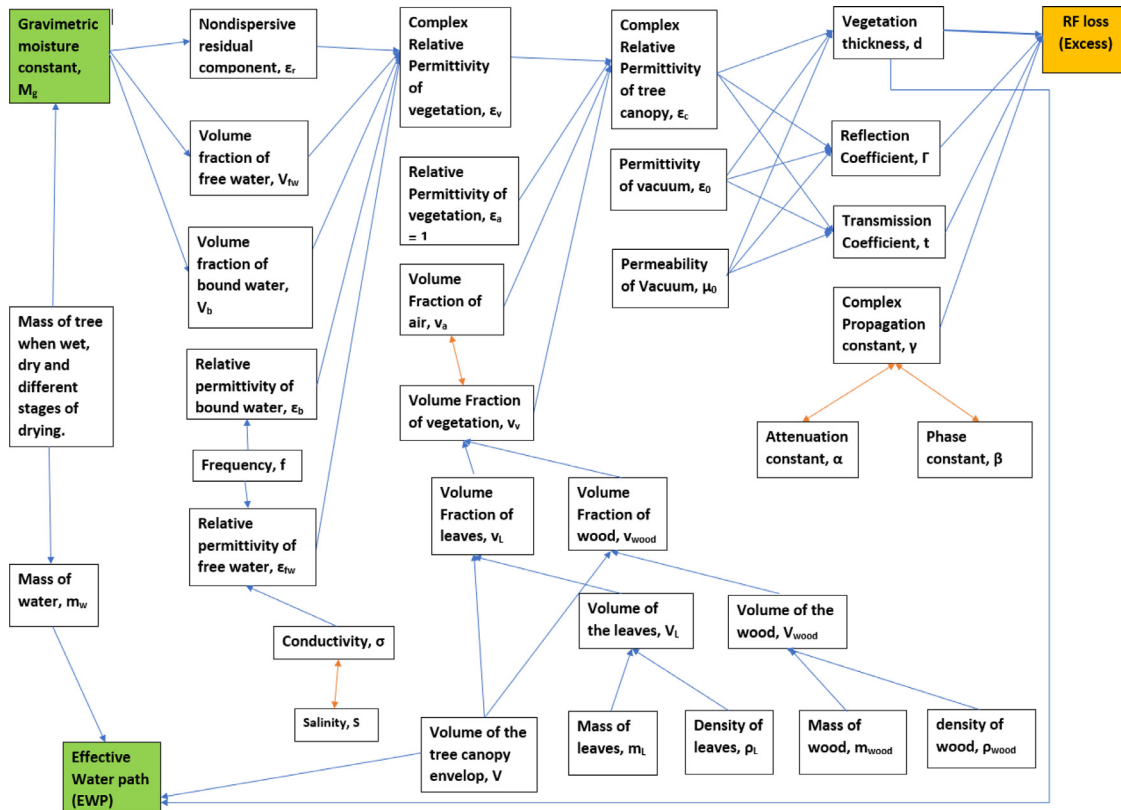 Gravimetric
moisture
constant,
Mg
Nondispersive
residual
component, εr
Volume
fraction of
free water, Vfw
Volume
fraction of
bound water,
Vb
Mass of tree
when wet,
dry and
different
stages of
drying.
Relative
permittivity of
bound water, εb
Frequency, f
Relative
permittivity of
free water, εfw
Mass of
water, mw
Conductivity, σ
Salinity, S
Effective
Water path
(EWP)
Complex
Relative
Permittivity
of
vegetation, εv
Relative
Permittivity of
vegetation, εa
= 1
Volume
Fraction of
air, va
Volume Fraction
of vegetation, vv
Volume
Fraction of
leaves, vL
Volume
Fraction of
wood, vwood
Volume of
the leaves, VL
Volume of the
wood, Vwood
Volume of the
tree canopy
envelop, V
Mass of
leaves, mL
Density of
leaves, ρL
Mass of
wood, mwood
density of
wood, ρwood
Complex
Relative
Permittivity
of tree
canopy, εc
Permittivity
of vacuum, ε0
Permeability
of Vacuum, μ0
Vegetation
thickness, d
Reflection
Coefficient, Γ
Transmission
Coefficient, t
Complex
Propagation
constant, γ
Attenuation
constant, α
Phase
constant, β
RF loss
(Excess)